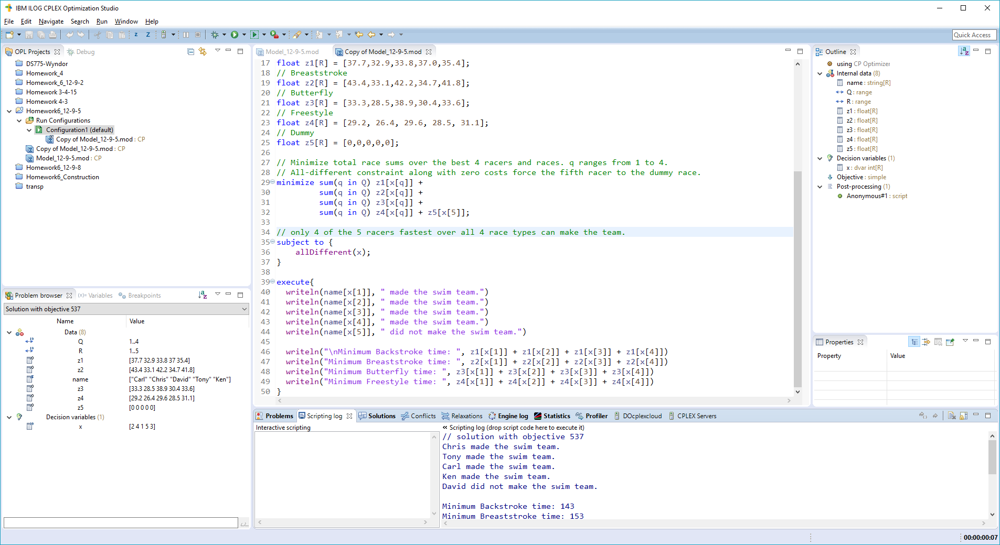 IBM ILOG CPLEX Optimization Studio
File Edit Navigate Search Run Window Help
Quick Access
OPL Projects Debug
DS775-Wyndor
Homework_4
Homework_6_12-9-2
Homework 3-4-15
Homework 4-3
Homework6_12-9-5
Run Configurations
Configuration1 (default)
Copy of Model_12-9-5.mod : CP
Copy of Model_12-9-5.mod : CP
Model_12-9-5.mod : CP
Homework6_12-9-8
Homework6_Construction
transp
Problem browser (x)= Variables Breakpoints
Solution with objective 537
Name Value
Data (8)
Q 1..4
R 1..5
z1 [37.7 32.9 33.8 37 35.4]
z2 [43.4 33.1 42.2 34.7 41.8]
name ["Carl" "Chris" "David" "Tony" "Ken"]
z3 [33.3 28.5 38.9 30.4 33.6]
z4 [29.2 26.4 29.6 28.5 31.1]
z5 [0 0 0 0 0]
Decision variables (1)
x [2 4 1 5 3]
Model_12-9-5.mod Copy of Model_12-9-5.mod
17 float z1[R] = [37.7,32.9,33.8,37.0,35.4];
18 // Breaststroke
19 float z2[R] = [43.4,33.1,42.2,34.7,41.8];
20 // Butterfly
21 float z3[R] = [33.3,28.5,38.9,30.4,33.6];
22 // Freestyle
23 float z4[R] = [29.2, 26.4, 29.6, 28.5, 31.1];
24 // Dummy
25 float z5[R] = [0,0,0,0,0];
26
27 // Minimize total race sums over the best 4 racers and races. q ranges from 1 to 4.
28 // All-different constraint along with zero costs force the fifth racer to the dummy race.
29 minimize sum(q in Q) z1[x[q]] +
30 sum(q in Q) z2[x[q]] +
31 sum(q in Q) z3[x[q]] +
32 sum(q in Q) z4[x[q]] + z5[x[5]];
33
34 // only 4 of the 5 racers fastest over all 4 race types can make the team.
35 subject to {
36 allDifferent(x);
37 }
38
39 execute{
40 writeln(name[x[1]], " made the swim team.")
41 writeln(name[x[2]], " made the swim team.")
42 writeln(name[x[3]], " made the swim team.")
43 writeln(name[x[4]], " made the swim team.")
44 writeln(name[x[5]], " did not make the swim team.")
45
46 writeln("\nMinimum Backstroke time: ", z1[x[1]] + z1[x[2]] + z1[x[3]] + z1[x[4]])
47 writeln("Minimum Breaststroke time: ", z2[x[1]] + z2[x[2]] + z2[x[3]] + z2[x[4]])
48 writeln("Minimum Butterfly time: ", z3[x[1]] + z3[x[2]] + z3[x[3]] + z3[x[4]])
49 writeln("Minimum Freestyle time: ", z4[x[1]] + z4[x[2]] + z4[x[3]] + z4[x[4]])
50 }
Problems Scripting log Solutions Conflicts Relaxations Engine log Statistics Profiler DOcplexcloud CPLEX Servers
Interactive scripting
« Scripting log (drop script code here to execute it)
// solution with objective 537
Chris made the swim team.
Tony made the swim team.
Carl made the swim team.
Ken made the swim team.
David did not make the swim team.
Minimum Backstroke time: 143
Minimum Breaststroke time: 153
Outline
using CP Optimizer
Internal data (8)
name : string[R]
Q : range
R : range
z1 : float[R]
z2 : float[R]
z3 : float[R]
z4 : float[R]
z5 : float[R]
Decision variables (1)
x : dvar int[R]
Objective : simple
Post-processing (1)
Anonymous#1 : script
Properties
Property Value
00:00:00:07